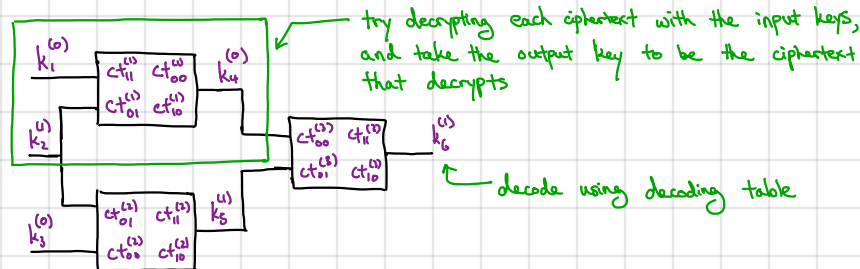 try decrypting each ciphertext with the input keys,
and take the output key to be the ciphertext
that decrypts
k₁⁽⁰⁾
ct₁₁⁽¹⁾ ct₀₀⁽¹⁾
ct₀₁⁽¹⁾ ct₁₀⁽¹⁾
k₄⁽⁰⁾
k₂⁽¹⁾
ct₀₀⁽³⁾ ct₁₁⁽³⁾
ct₀₁⁽³⁾ ct₁₀⁽³⁾
k₆⁽¹⁾
decode using decoding table
k₃⁽⁰⁾
ct₀₁⁽²⁾ ct₁₁⁽²⁾
ct₀₀⁽²⁾ ct₁₀⁽²⁾
k₅⁽¹⁾